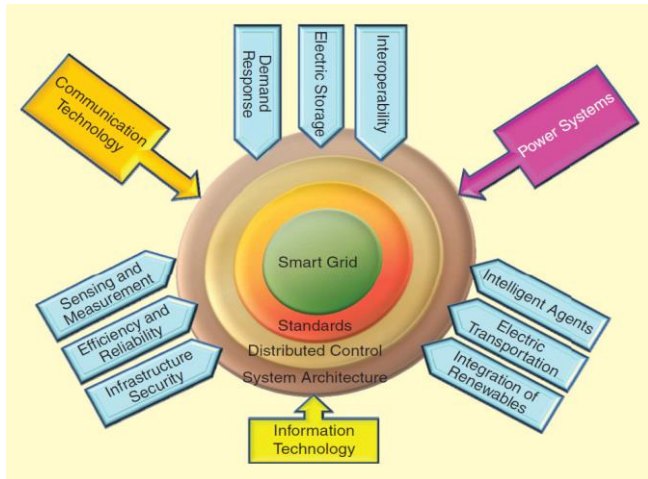 Communication
Technology
Demand
Response
Electric Storage
Interoperability
Power Systems
Smart Grid
Sensing and
Measurement
Efficiency and
Reliability
Infrastructure
Security
Intelligent Agents
Electric
Transportation
Integration of
Renewables
Standards
Distributed Control
System Architecture
Information
Technology